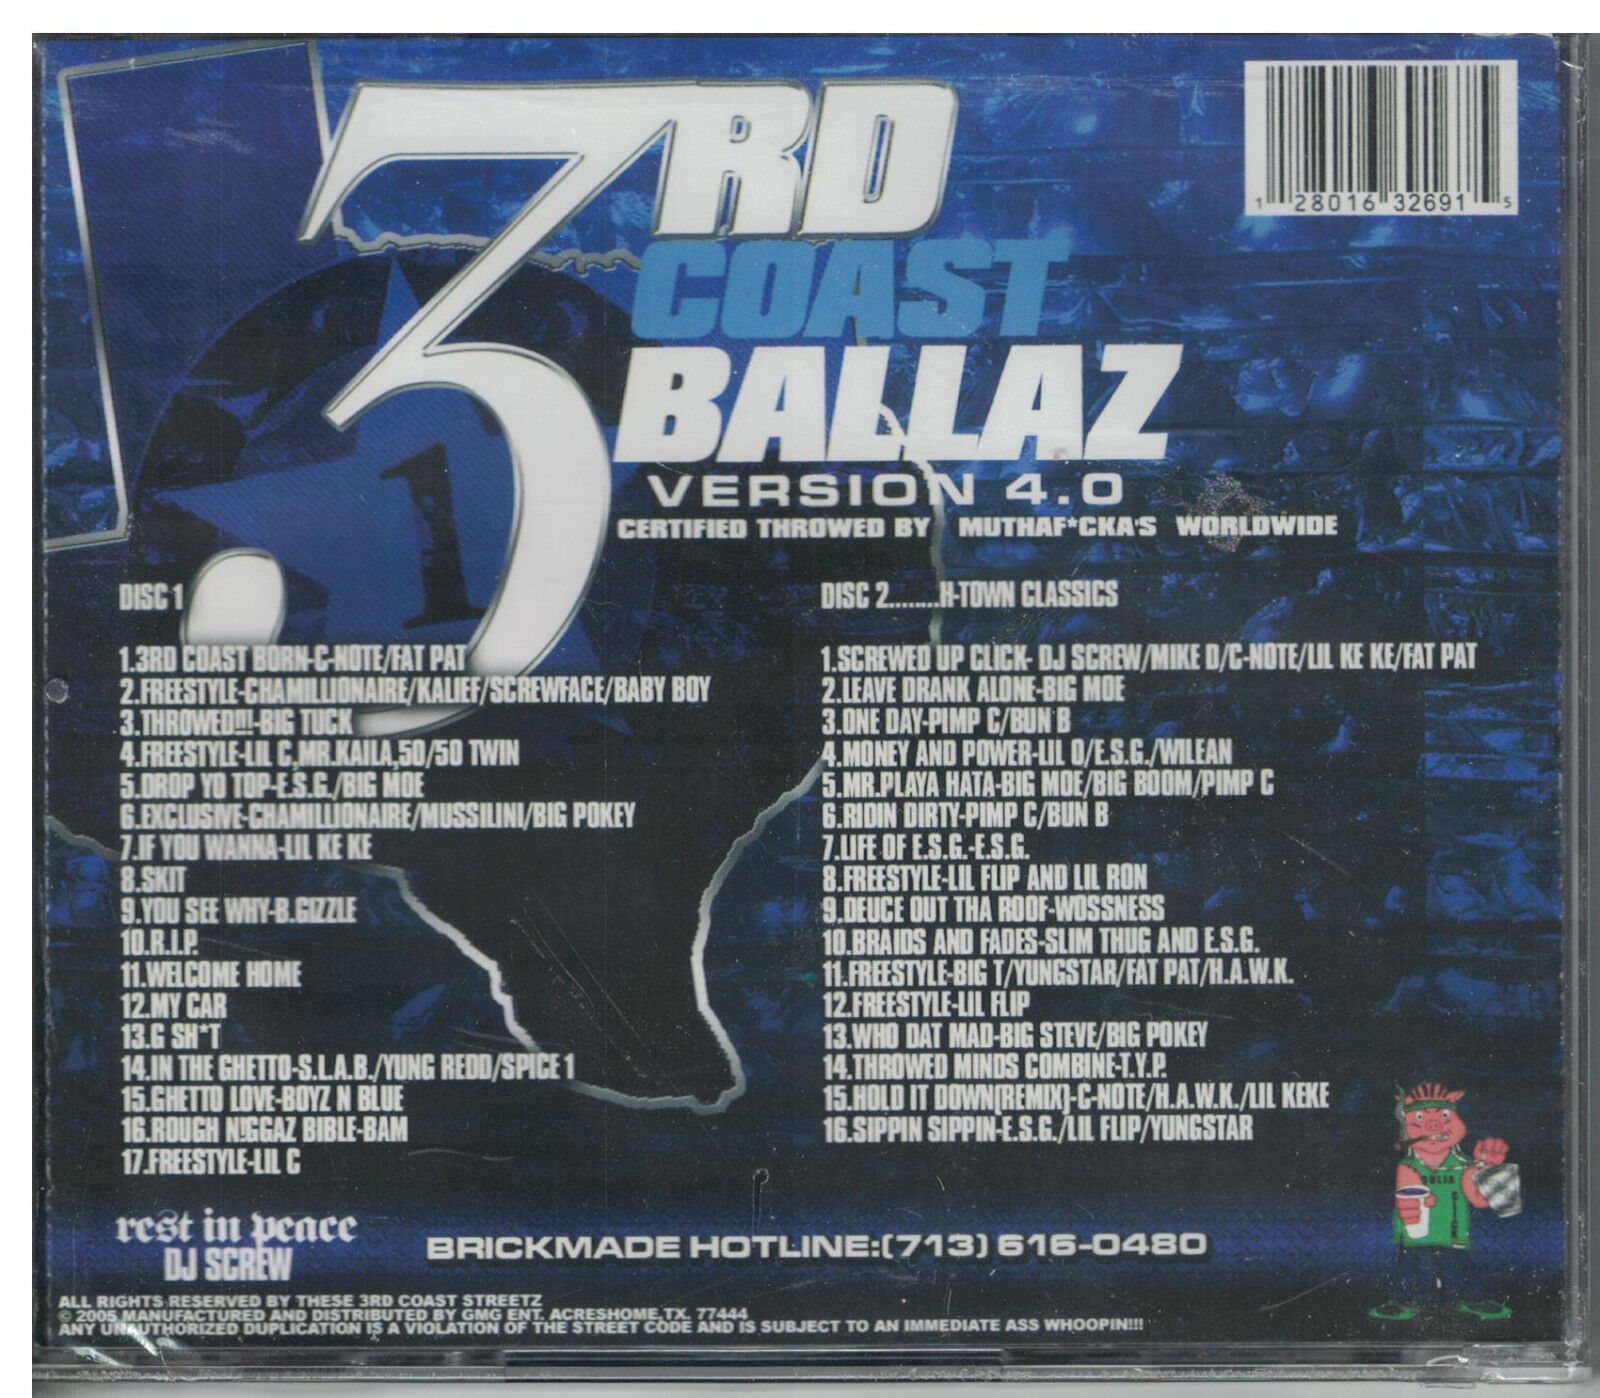 3RD
COAST
BALLAZ
VERSION 4.0
CERTIFIED THROWED BY MUTHAF*CKA'S WORLDWIDE
1 28016 32691 5
1
DISC 1
1.3RD COAST BORN-C-NOTE/FAT PAT
2.FREESTYLE-CHAMILLIONAIRE/KALIEF/SCREWFACE/BABY BOY
3.THROWED!!!-BIG TUCK
4.FREESTYLE-LIL C,MR.KAILA,50/50 TWIN
5.DROP YO TOP-E.S.G./BIG MOE
6.EXCLUSIVE-CHAMILLIONAIRE/MUSSILINI/BIG POKEY
7.IF YOU WANNA-LIL KE KE
8.SKIT
9.YOU SEE WHY-B.GIZZLE
10.R.I.P.
11.WELCOME HOME
12.MY CAR
13.G SH*T
14.IN THE GHETTO-S.L.A.B./YUNG REDD/SPICE 1
15.GHETTO LOVE-BOYZ N BLUE
16.ROUGH N!GGAZ BIBLE-BAM
17.FREESTYLE-LIL C
DISC 2........H-TOWN CLASSICS
1.SCREWED UP CLICK- DJ SCREW/MIKE D/C-NOTE/LIL KE KE/FAT PAT
2.LEAVE DRANK ALONE-BIG MOE
3.ONE DAY-PIMP C/BUN B
4.MONEY AND POWER-LIL O/E.S.G./WILEAN
5.MR.PLAYA HATA-BIG MOE/BIG BOOM/PIMP C
6.RIDIN DIRTY-PIMP C/BUN B
7.LIFE OF E.S.G.-E.S.G.
8.FREESTYLE-LIL FLIP AND LIL RON
9.DEUCE OUT THA ROOF-WOSSNESS
10.BRAIDS AND FADES-SLIM THUG AND E.S.G.
11.FREESTYLE-BIG T/YUNGSTAR/FAT PAT/H.A.W.K.
12.FREESTYLE-LIL FLIP
13.WHO DAT MAD-BIG STEVE/BIG POKEY
14.THROWED MINDS COMBINE-T.Y.P.
15.HOLD IT DOWN(REMIX)-C-NOTE/H.A.W.K./LIL KEKE
16.SIPPIN SIPPIN-E.S.G./LIL FLIP/YUNGSTAR
rest in peace
DJ SCREW
BRICKMADE HOTLINE:(713) 616-0480
ALL RIGHTS RESERVED BY THESE 3RD COAST STREETZ
© 2005 MANUFACTURED AND DISTRIBUTED BY GMG ENT. ACRESHOME,TX. 77444
ANY UNAUTHORIZED DUPLICATION IS A VIOLATION OF THE STREET CODE AND IS SUBJECT TO AN IMMEDIATE ASS WHOOPIN!!!